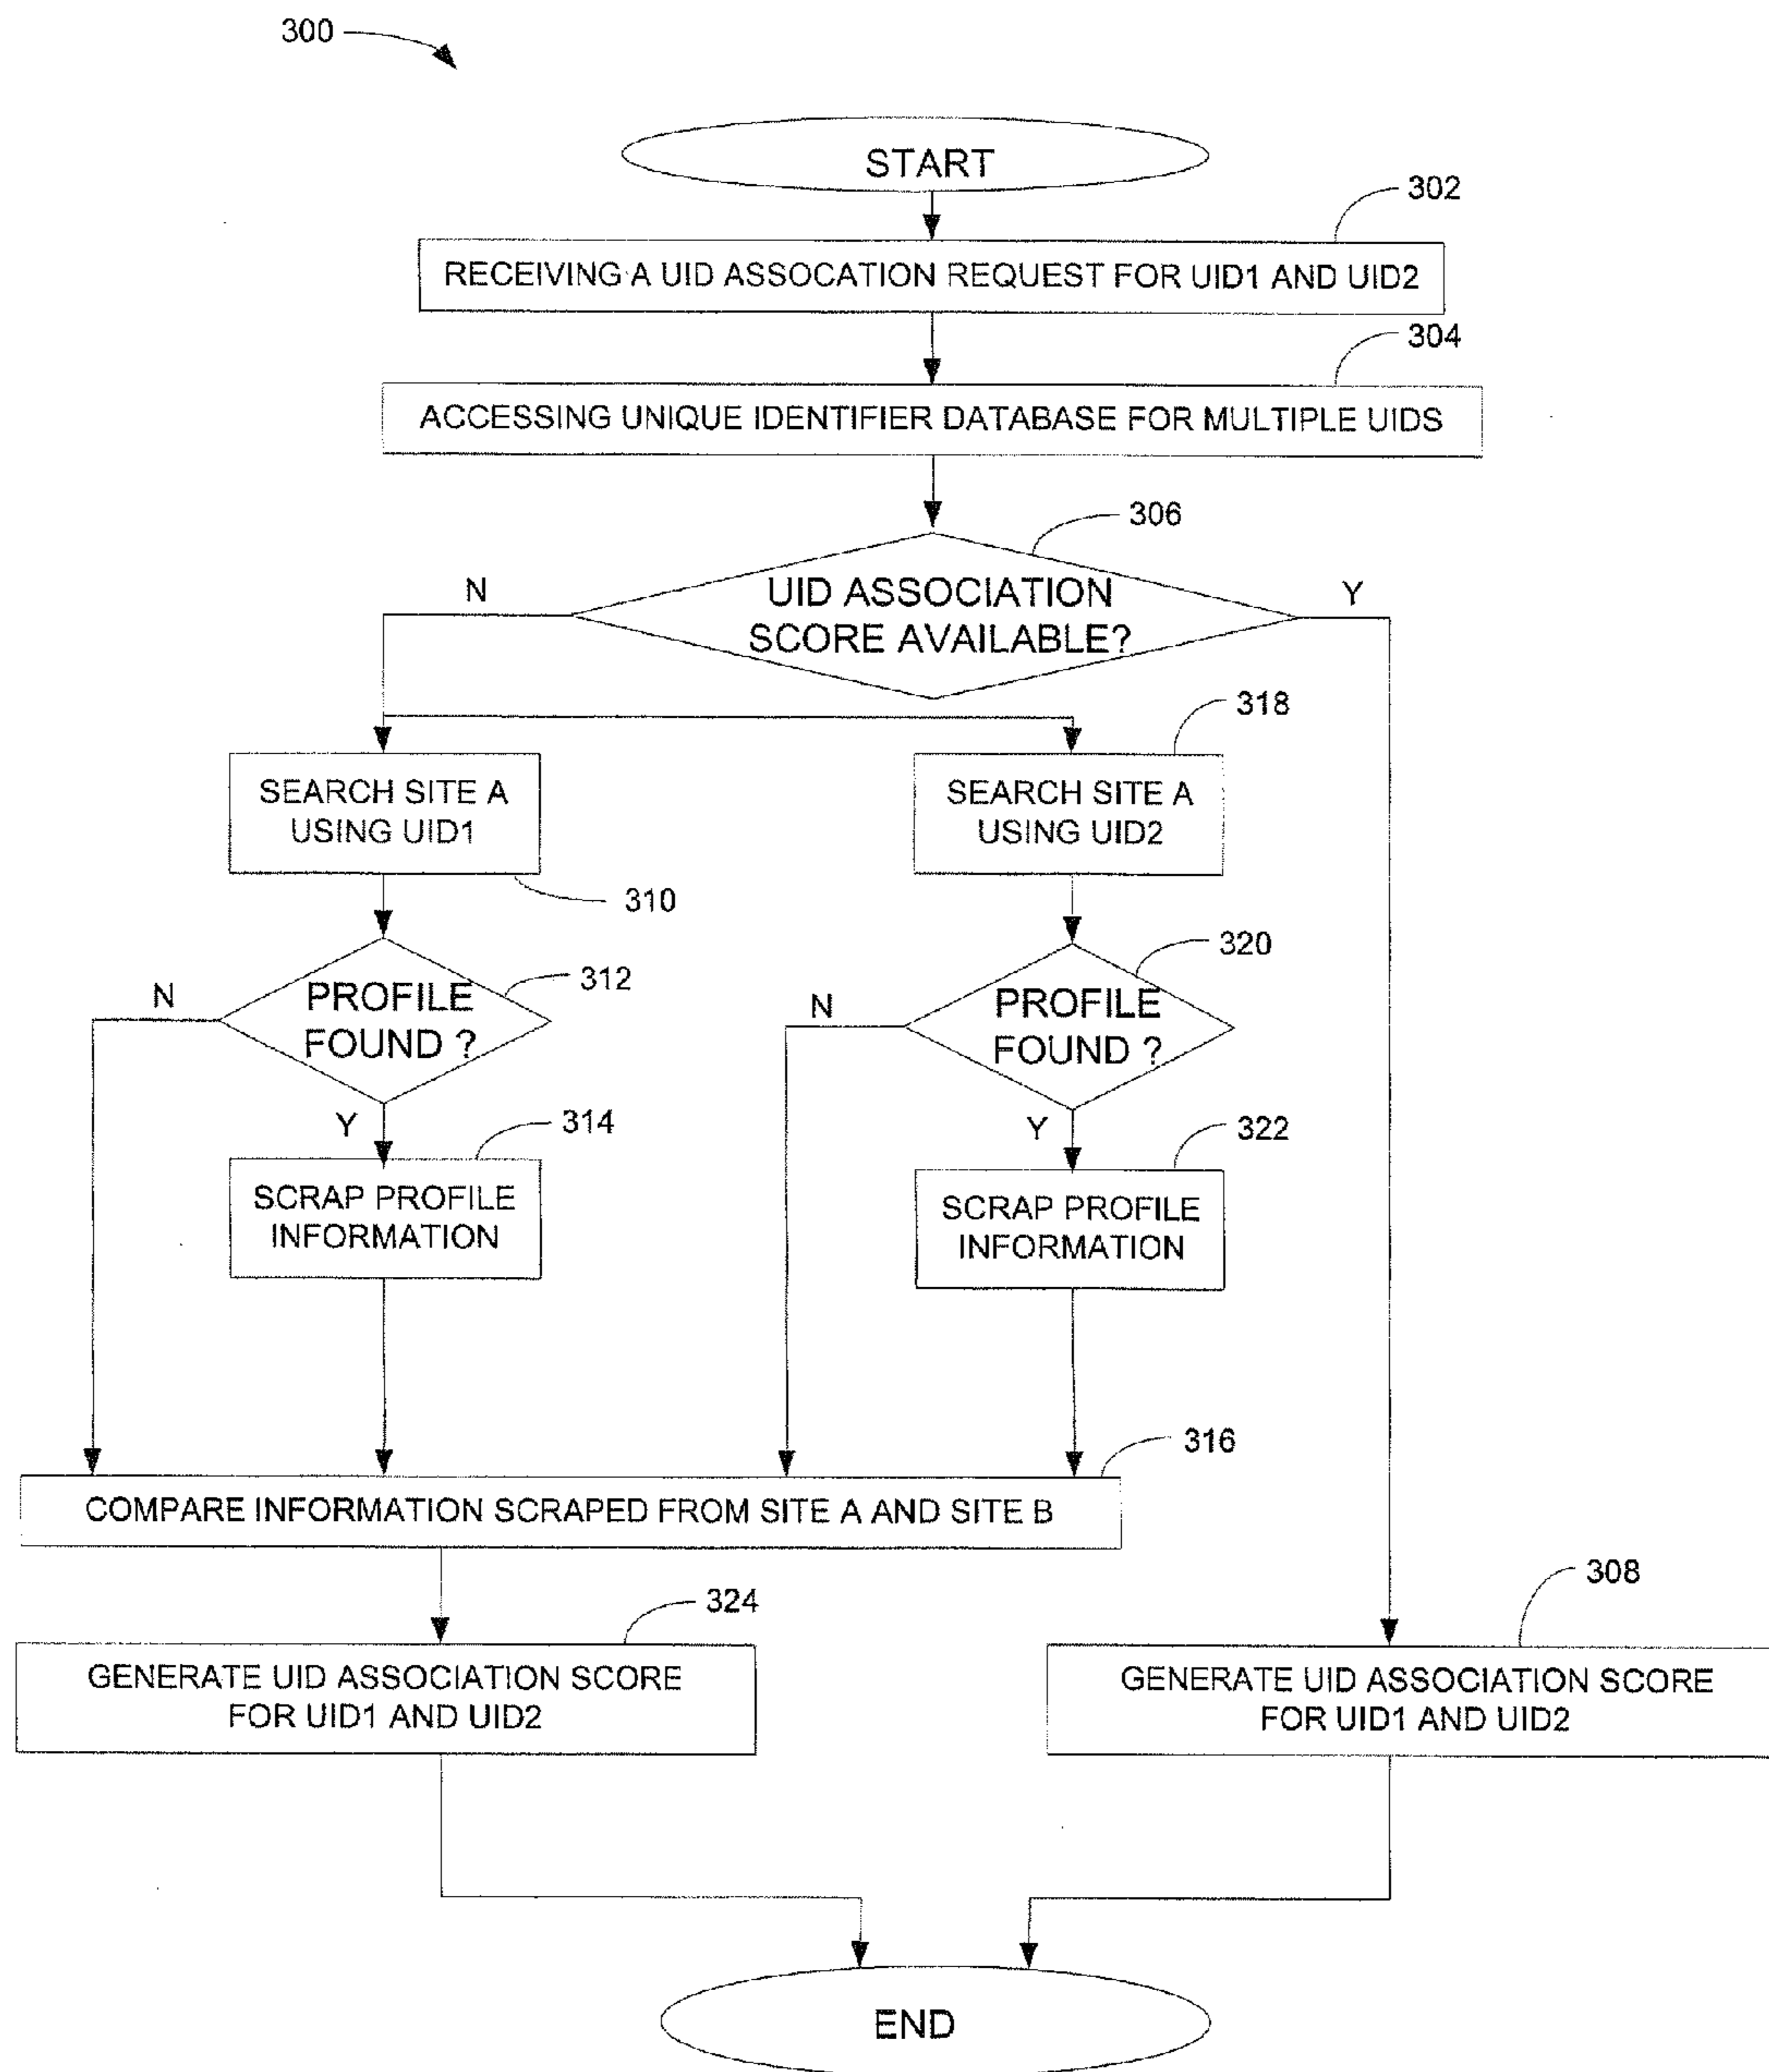 300
START
302
RECEIVING A UID ASSOCATION REQUEST FOR UID1 AND UID2
304
ACCESSING UNIQUE IDENTIFIER DATABASE FOR MULTIPLE UIDS
306
N
UID ASSOCIATION
SCORE AVAILABLE?
Y
318
SEARCH SITE A
USING UID1
310
SEARCH SITE A
USING UID2
N
PROFILE
FOUND ?
312
Y
314
SCRAP PROFILE
INFORMATION
N
PROFILE
FOUND ?
320
Y
322
SCRAP PROFILE
INFORMATION
316
COMPARE INFORMATION SCRAPED FROM SITE A AND SITE B
324
GENERATE UID ASSOCIATION SCORE
FOR UID1 AND UID2
308
GENERATE UID ASSOCIATION SCORE
FOR UID1 AND UID2
END